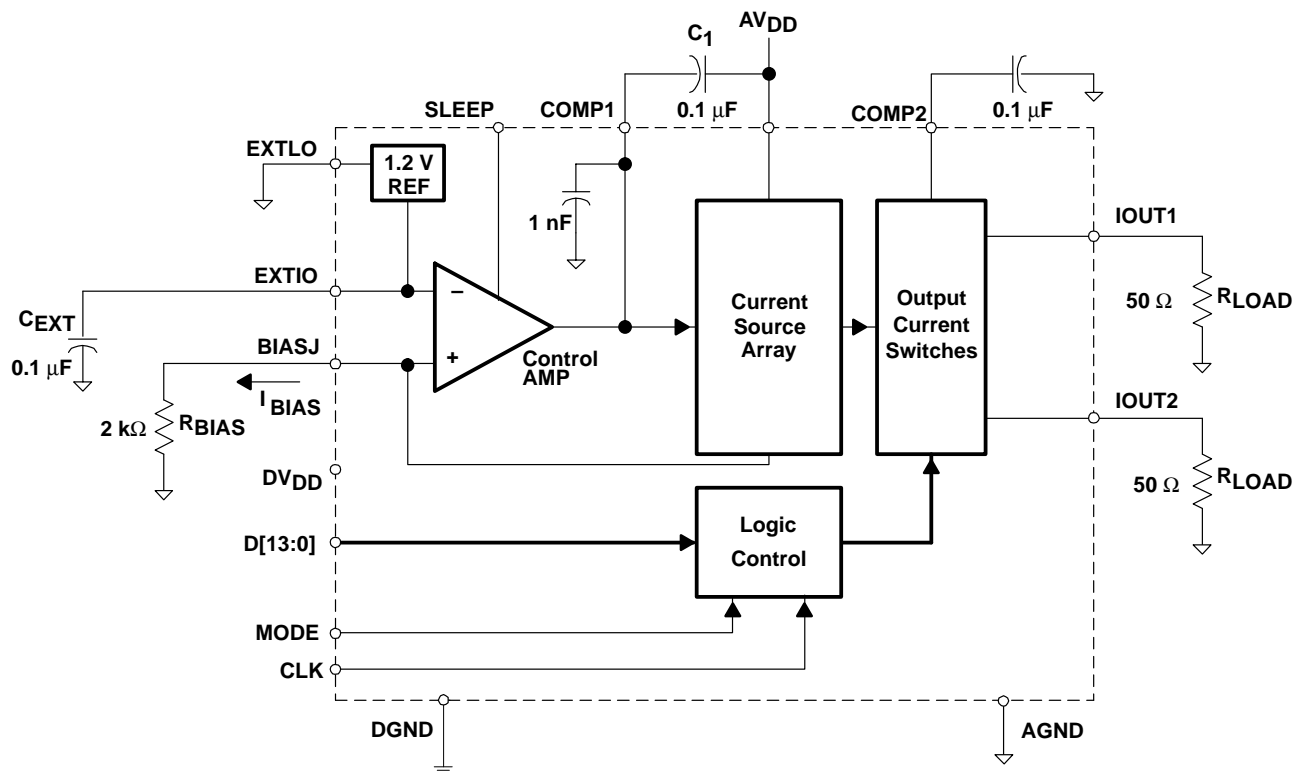 AVDD
C1
0.1 μF
0.1 μF
SLEEP
COMP1
COMP2
EXTLO
1.2 V
REF
1 nF
IOUT1
EXTIO
–
50 Ω
RLOAD
CEXT
0.1 μF
BIASJ
+
Control
AMP
IBIAS
2 kΩ
RBIAS
Current
Source
Array
Output
Current
Switches
IOUT2
50 Ω
RLOAD
DVDD
D[13:0]
Logic
Control
MODE
CLK
DGND
AGND